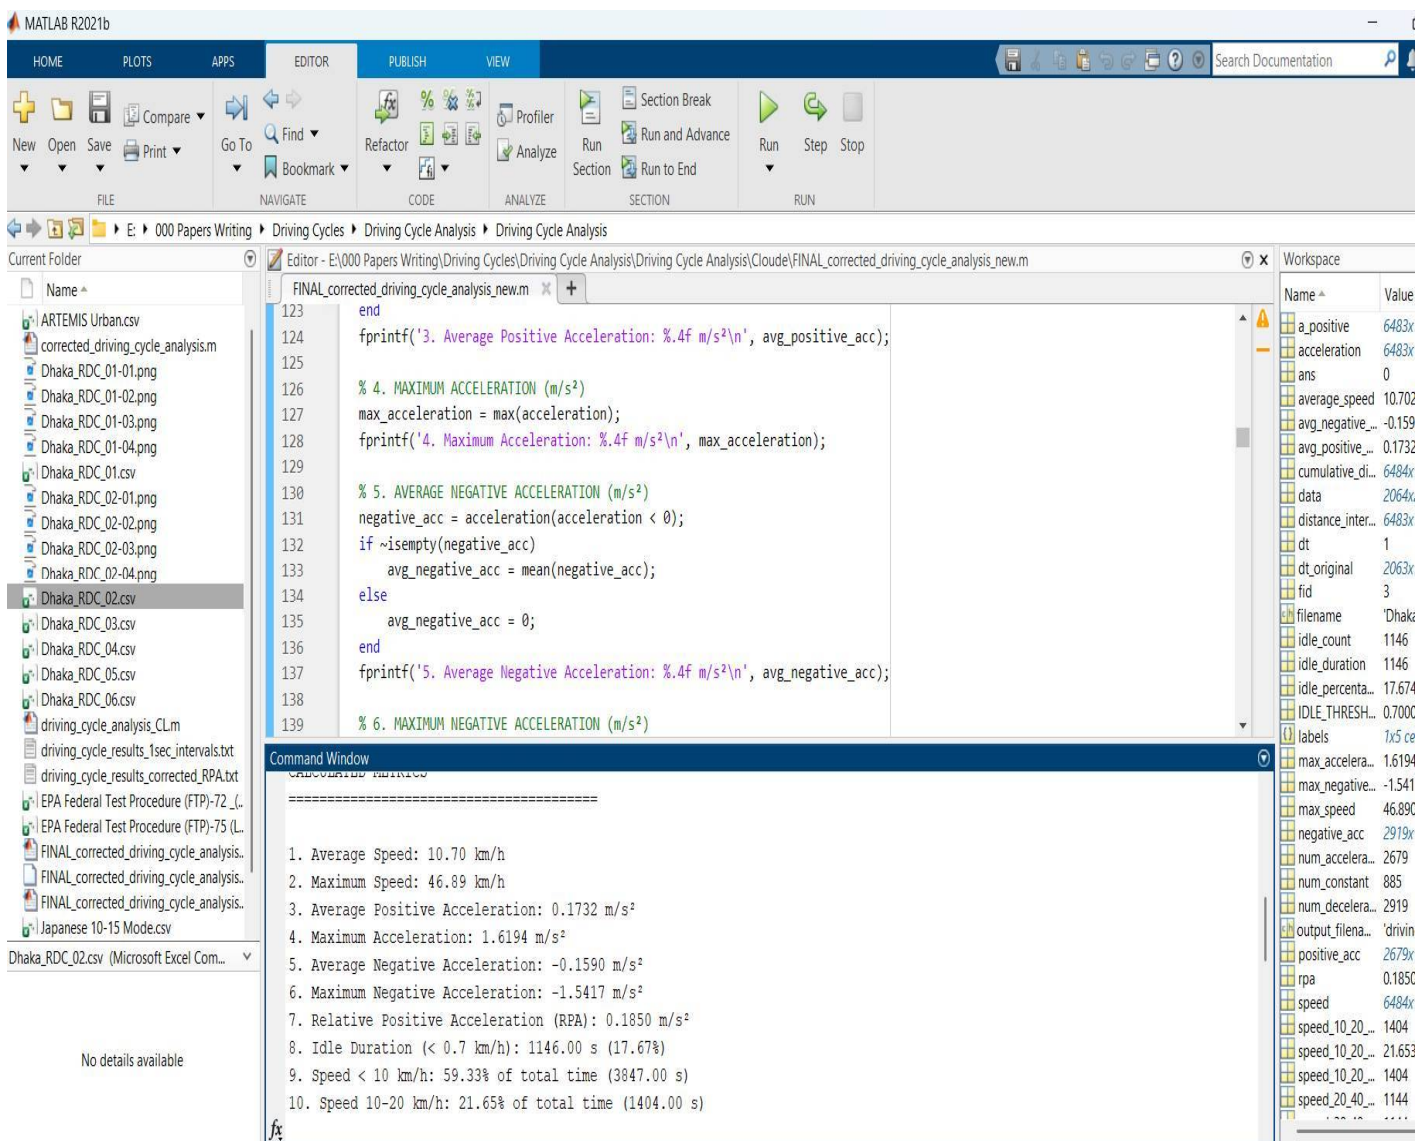 MATLAB R2021b
HOME PLOTS APPS EDITOR PUBLISH VIEW Search Documentation
New Open Save Compare Print Go To Find Bookmark Refactor Profiler Analyze Run Section Section Break Run and Advance Run to End Run Step Stop
FILE NAVIGATE CODE ANALYZE SECTION RUN
E: 000 Papers Writing Driving Cycles Driving Cycle Analysis Driving Cycle Analysis
Current Folder
Name
ARTEMIS Urban.csv
corrected_driving_cycle_analysis.m
Dhaka_RDC_01-01.png
Dhaka_RDC_01-02.png
Dhaka_RDC_01-03.png
Dhaka_RDC_01-04.png
Dhaka_RDC_01.csv
Dhaka_RDC_02-01.png
Dhaka_RDC_02-02.png
Dhaka_RDC_02-03.png
Dhaka_RDC_02-04.png
Dhaka_RDC_02.csv
Dhaka_RDC_03.csv
Dhaka_RDC_04.csv
Dhaka_RDC_05.csv
Dhaka_RDC_06.csv
driving_cycle_analysis_CL.m
driving_cycle_results_1sec_intervals.txt
driving_cycle_results_corrected_RPA.txt
EPA Federal Test Procedure (FTP)-72 _(..
EPA Federal Test Procedure (FTP)-75 (L..
FINAL_corrected_driving_cycle_analysis..
FINAL_corrected_driving_cycle_analysis..
FINAL_corrected_driving_cycle_analysis..
Japanese 10-15 Mode.csv
Dhaka_RDC_02.csv (Microsoft Excel Com...
No details available
Editor - E:\000 Papers Writing\Driving Cycles\Driving Cycle Analysis\Driving Cycle Analysis\Cloude\FINAL_corrected_driving_cycle_analysis_new.m
FINAL_corrected_driving_cycle_analysis_new.m
123 end
124 fprintf('3. Average Positive Acceleration: %.4f m/s²\n', avg_positive_acc);
125
126 % 4. MAXIMUM ACCELERATION (m/s²)
127 max_acceleration = max(acceleration);
128 fprintf('4. Maximum Acceleration: %.4f m/s²\n', max_acceleration);
129
130 % 5. AVERAGE NEGATIVE ACCELERATION (m/s²)
131 negative_acc = acceleration(acceleration < 0);
132 if ~isempty(negative_acc)
133 avg_negative_acc = mean(negative_acc);
134 else
135 avg_negative_acc = 0;
136 end
137 fprintf('5. Average Negative Acceleration: %.4f m/s²\n', avg_negative_acc);
138
139 % 6. MAXIMUM NEGATIVE ACCELERATION (m/s²)
Command Window
CALCULATED METRICS
========================================
1. Average Speed: 10.70 km/h
2. Maximum Speed: 46.89 km/h
3. Average Positive Acceleration: 0.1732 m/s²
4. Maximum Acceleration: 1.6194 m/s²
5. Average Negative Acceleration: -0.1590 m/s²
6. Maximum Negative Acceleration: -1.5417 m/s²
7. Relative Positive Acceleration (RPA): 0.1850 m/s²
8. Idle Duration (< 0.7 km/h): 1146.00 s (17.67%)
9. Speed < 10 km/h: 59.33% of total time (3847.00 s)
10. Speed 10-20 km/h: 21.65% of total time (1404.00 s)
fx
Workspace
Name Value
a_positive 6483x
acceleration 6483x
ans 0
average_speed 10.702
avg_negative_... -0.159
avg_positive_... 0.1732
cumulative_di... 6484x
data 2064x
distance_inter... 6483x
dt 1
dt_original 2063x
fid 3
filename 'Dhaka
idle_count 1146
idle_duration 1146
idle_percenta... 17.674
IDLE_THRESH... 0.7000
labels 1x5 ce
max_accelera... 1.6194
max_negative... -1.541
max_speed 46.890
negative_acc 2919x
num_accelera... 2679
num_constant 885
num_decelera... 2919
output_filena... 'drivin
positive_acc 2679x
rpa 0.1850
speed 6484x
speed_10_20_... 1404
speed_10_20_... 21.653
speed_10_20_... 1404
speed_20_40_... 1144